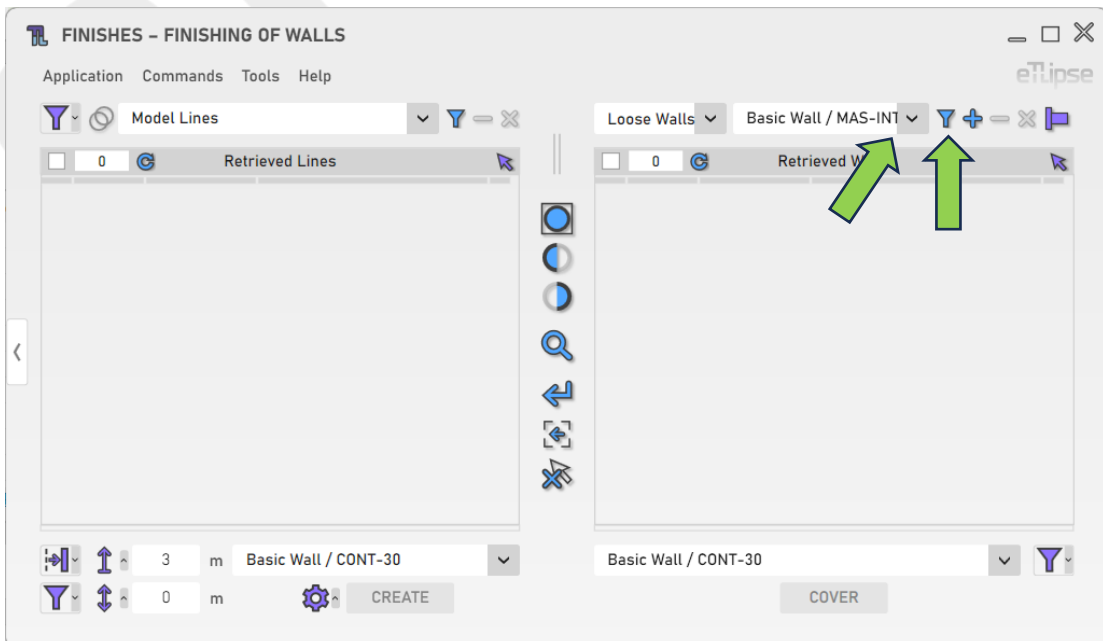 FINISHES – FINISHING OF WALLS
Application Commands Tools Help
eTLipse
Model Lines
Loose Walls
Basic Wall / MAS-INT
0
Retrieved Lines
0
Retrieved W
3 m
Basic Wall / CONT-30
Basic Wall / CONT-30
0 m
CREATE
COVER